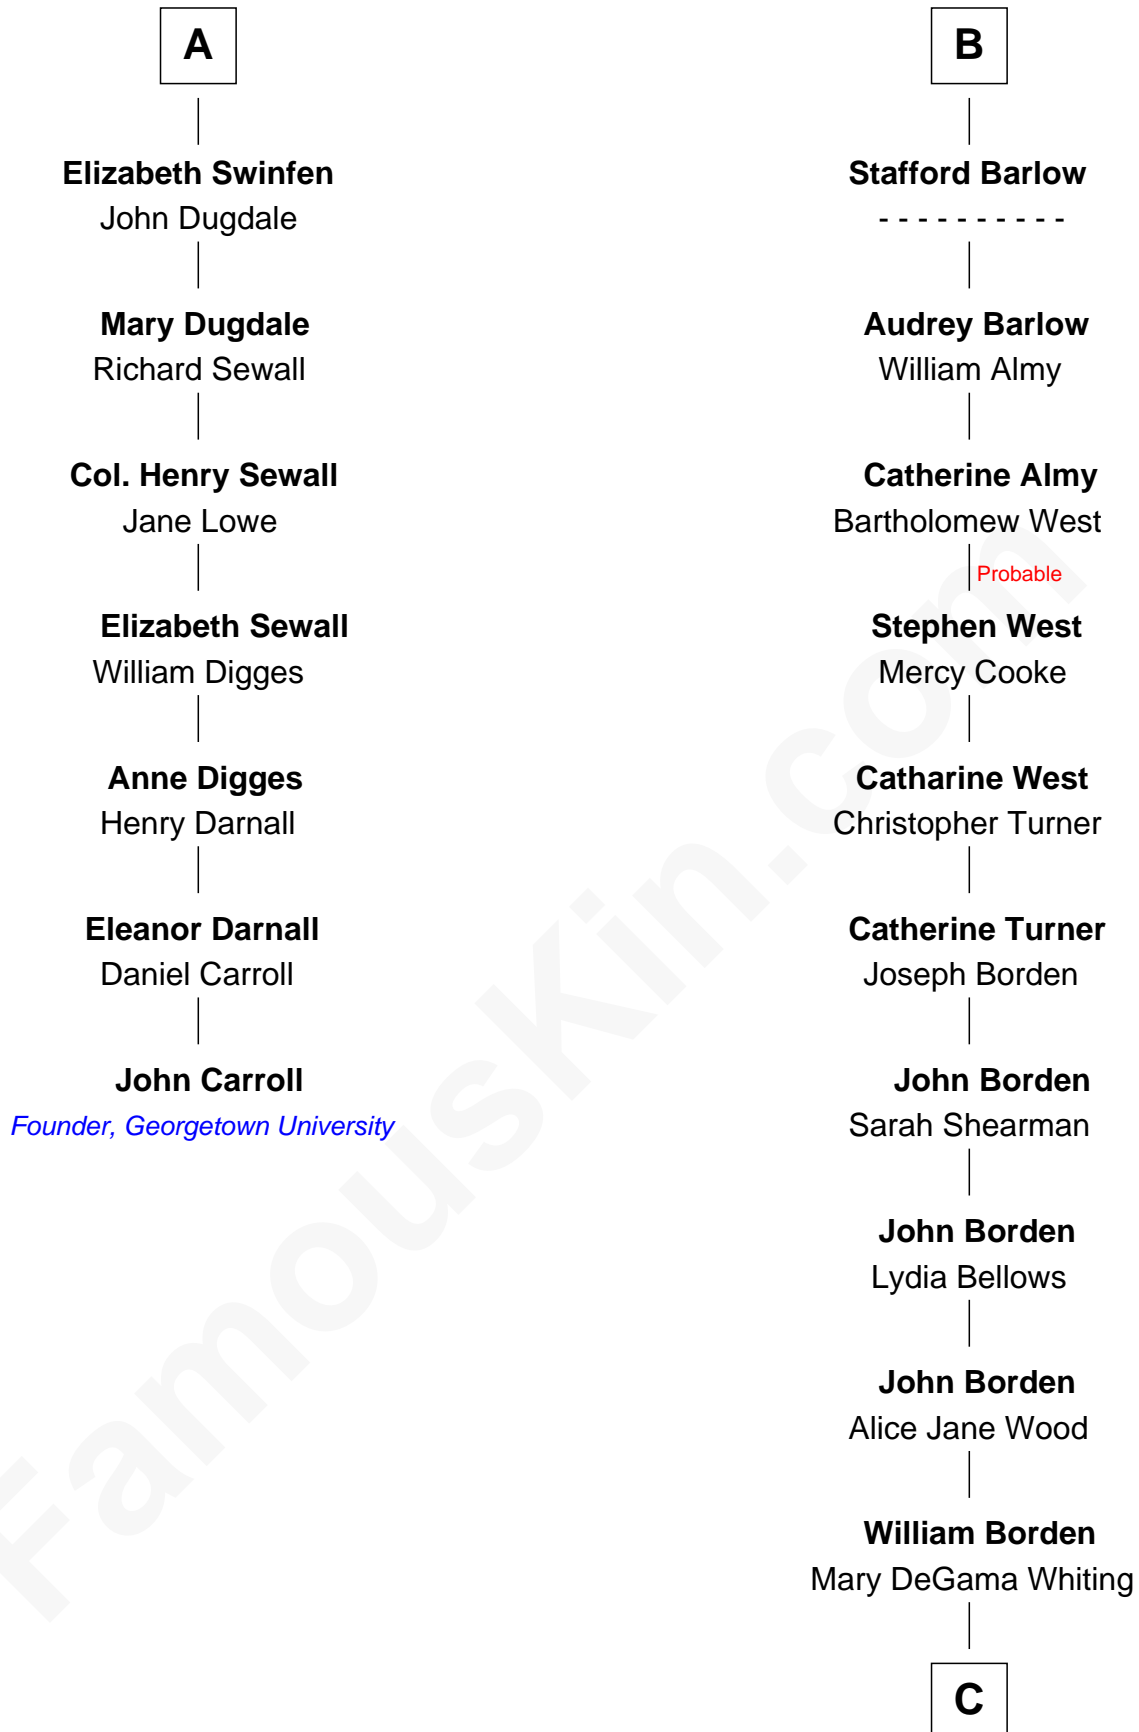 A
Elizabeth Swinfen
John Dugdale
Mary Dugdale
Richard Sewall
Col. Henry Sewall
Jane Lowe
Elizabeth Sewall
William Digges
Anne Digges
Henry Darnall
Eleanor Darnall
Daniel Carroll
John Carroll
Founder, Georgetown University
B
Stafford Barlow
- - - - - - - - - -
Audrey Barlow
William Almy
Catherine Almy
Bartholomew West
Probable
Stephen West
Mercy Cooke
Catharine West
Christopher Turner
Catherine Turner
Joseph Borden
John Borden
Sarah Shearman
John Borden
Lydia Bellows
John Borden
Alice Jane Wood
William Borden
Mary DeGama Whiting
C
FamousKin.com